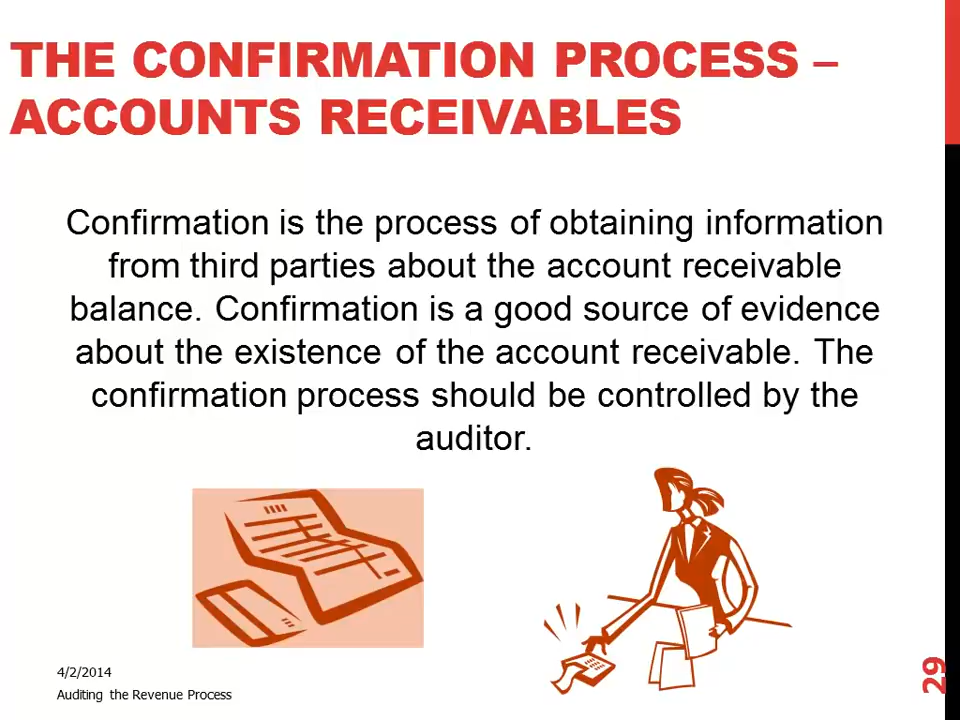 THE CONFIRMATION PROCESS –
ACCOUNTS RECEIVABLES
Confirmation is the process of obtaining information
from third parties about the account receivable
balance. Confirmation is a good source of evidence
about the existence of the account receivable. The
confirmation process should be controlled by the
auditor.
4/2/2014
Auditing the Revenue Process
29